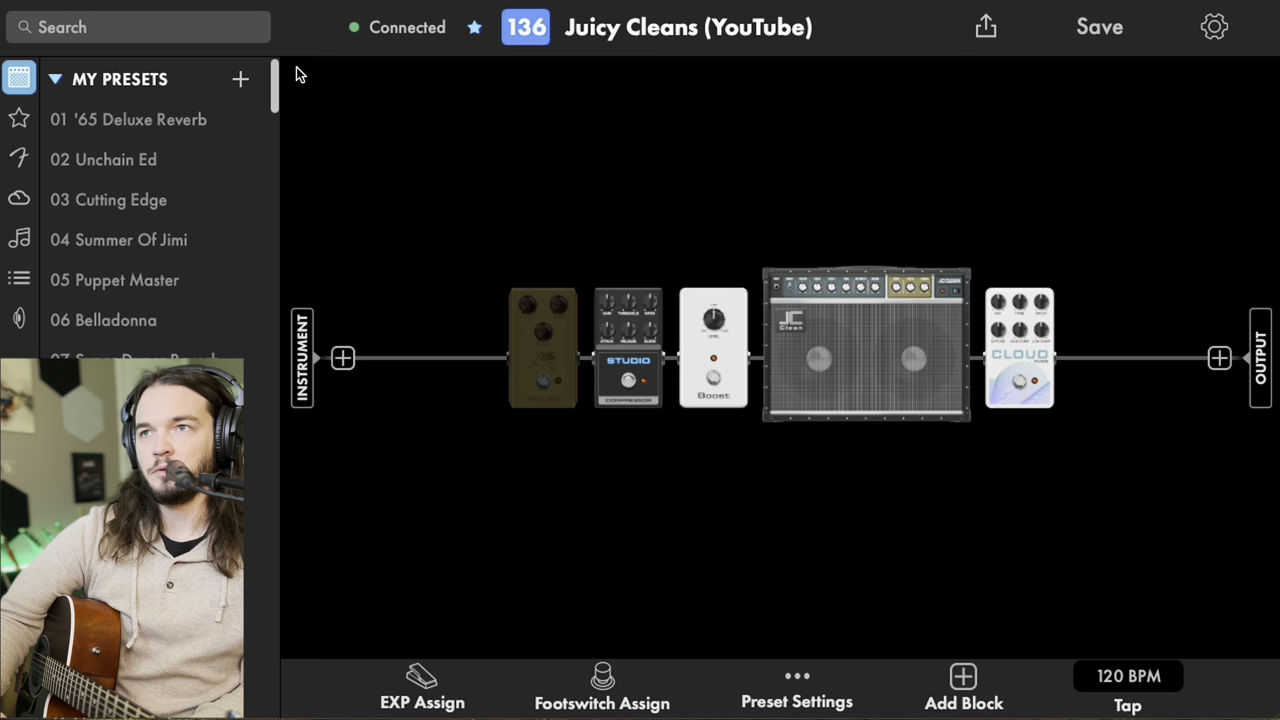 Search
Connected
136
Juicy Cleans (YouTube)
Save
MY PRESETS
01 '65 Deluxe Reverb
02 Unchain Ed
03 Cutting Edge
04 Summer Of Jimi
05 Puppet Master
06 Belladonna
INSTRUMENT
STUDIO
COMPRESSOR
LEVEL
Boost
JC
Clean
CLOUD
OUTPUT
EXP Assign
Footswitch Assign
Preset Settings
Add Block
120 BPM
Tap